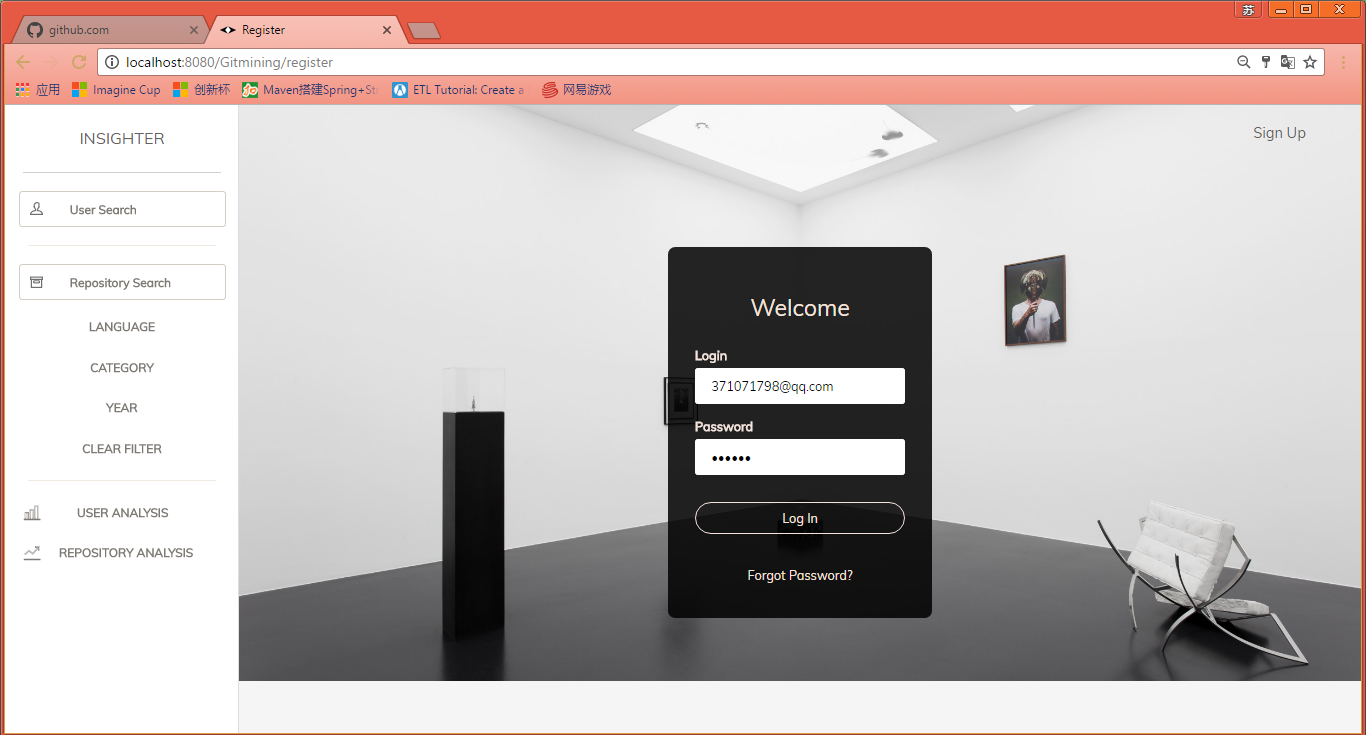 苏
github.com
Register
localhost:8080/Gitmining/register
应用
Imagine Cup
创新杯
Maven搭建Spring+St
ETL Tutorial: Create a
网易游戏
INSIGHTER
Sign Up
User Search
Repository Search
LANGUAGE
CATEGORY
YEAR
CLEAR FILTER
USER ANALYSIS
REPOSITORY ANALYSIS
Welcome
Login
371071798@qq.com
Password
••••••
Log In
Forgot Password?